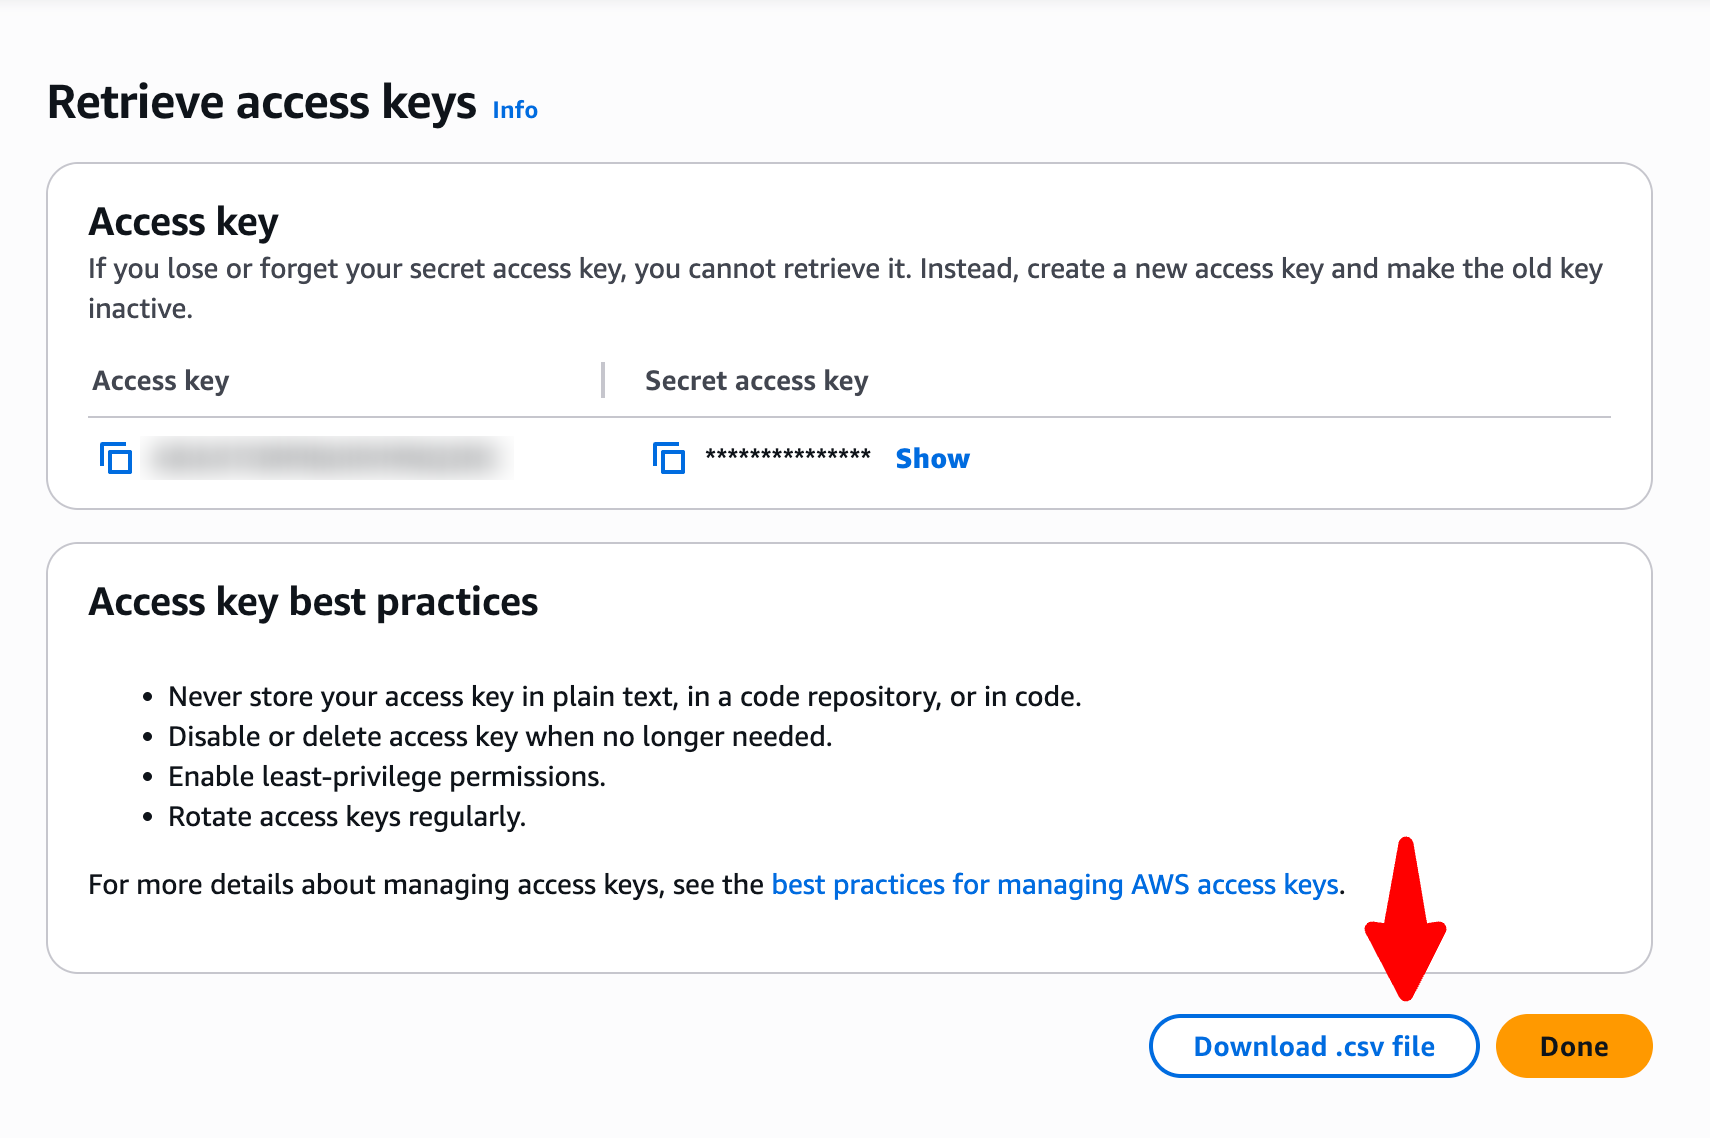 Retrieve access keys Info
Access key
If you lose or forget your secret access key, you cannot retrieve it. Instead, create a new access key and make the old key
inactive.
Access key Secret access key
*************** Show
Access key best practices
• Never store your access key in plain text, in a code repository, or in code.
• Disable or delete access key when no longer needed.
• Enable least-privilege permissions.
• Rotate access keys regularly.
For more details about managing access keys, see the best practices for managing AWS access keys.
Download .csv file Done